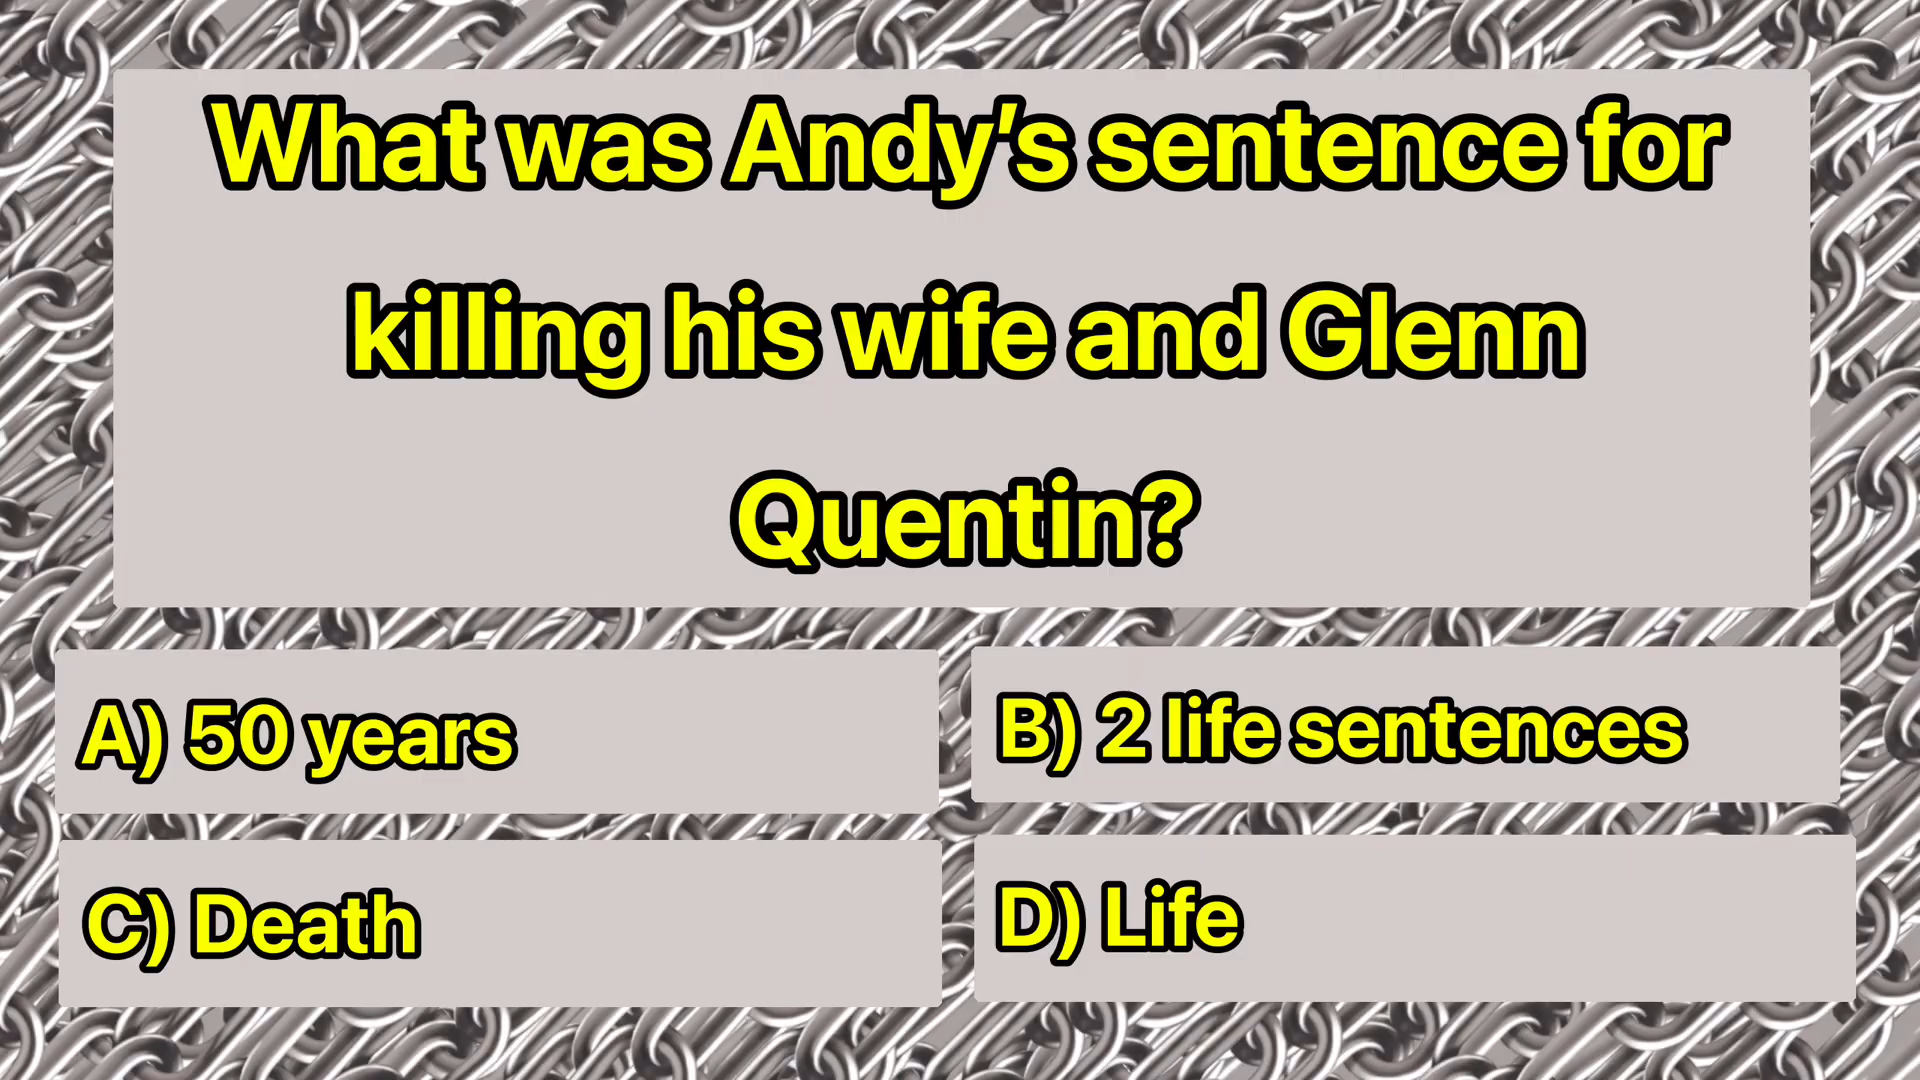 What was Andy’s sentence for
killing his wife and Glenn
Quentin?
A) 50 years
B) 2 life sentences
C) Death
D) Life